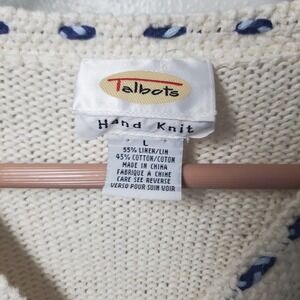 Talbots
Hand Knit
L
55% LINEN/LIN
45% COTTON/COTON
MADE IN CHINA
FABRIQUE A CHINE
CARE SEE REVERSE
VERSO POUR SOIN VOIR